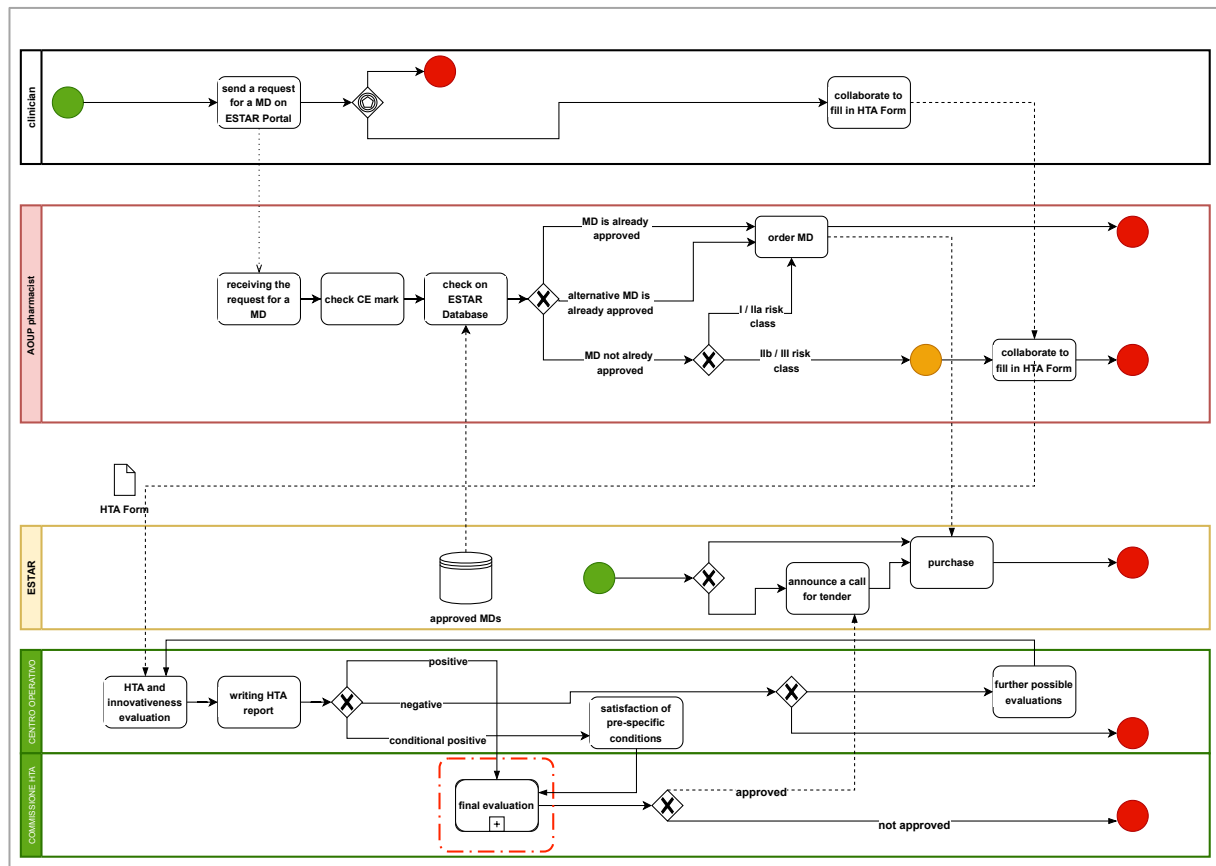 clinician
send a request
for a MD on
ESTAR Portal
collaborate to
fill in HTA Form
AOUP pharmacist
MD is already
approved
order MD
receiving the
request for a
MD
check CE mark
check on
ESTAR
Database
alternative MD is
already approved
I / IIa risk
class
MD not alredy
approved
IIb / III risk
class
collaborate to
fill in HTA Form
HTA Form
ESTAR
approved MDs
announce a call
for tender
purchase
CENTRO OPERATIVO
HTA and
innovativeness
evaluation
writing HTA
report
positive
negative
conditional positive
satisfaction of
pre-specific
conditions
further possible
evaluations
COMMISSIONE HTA
final evaluation
approved
not approved